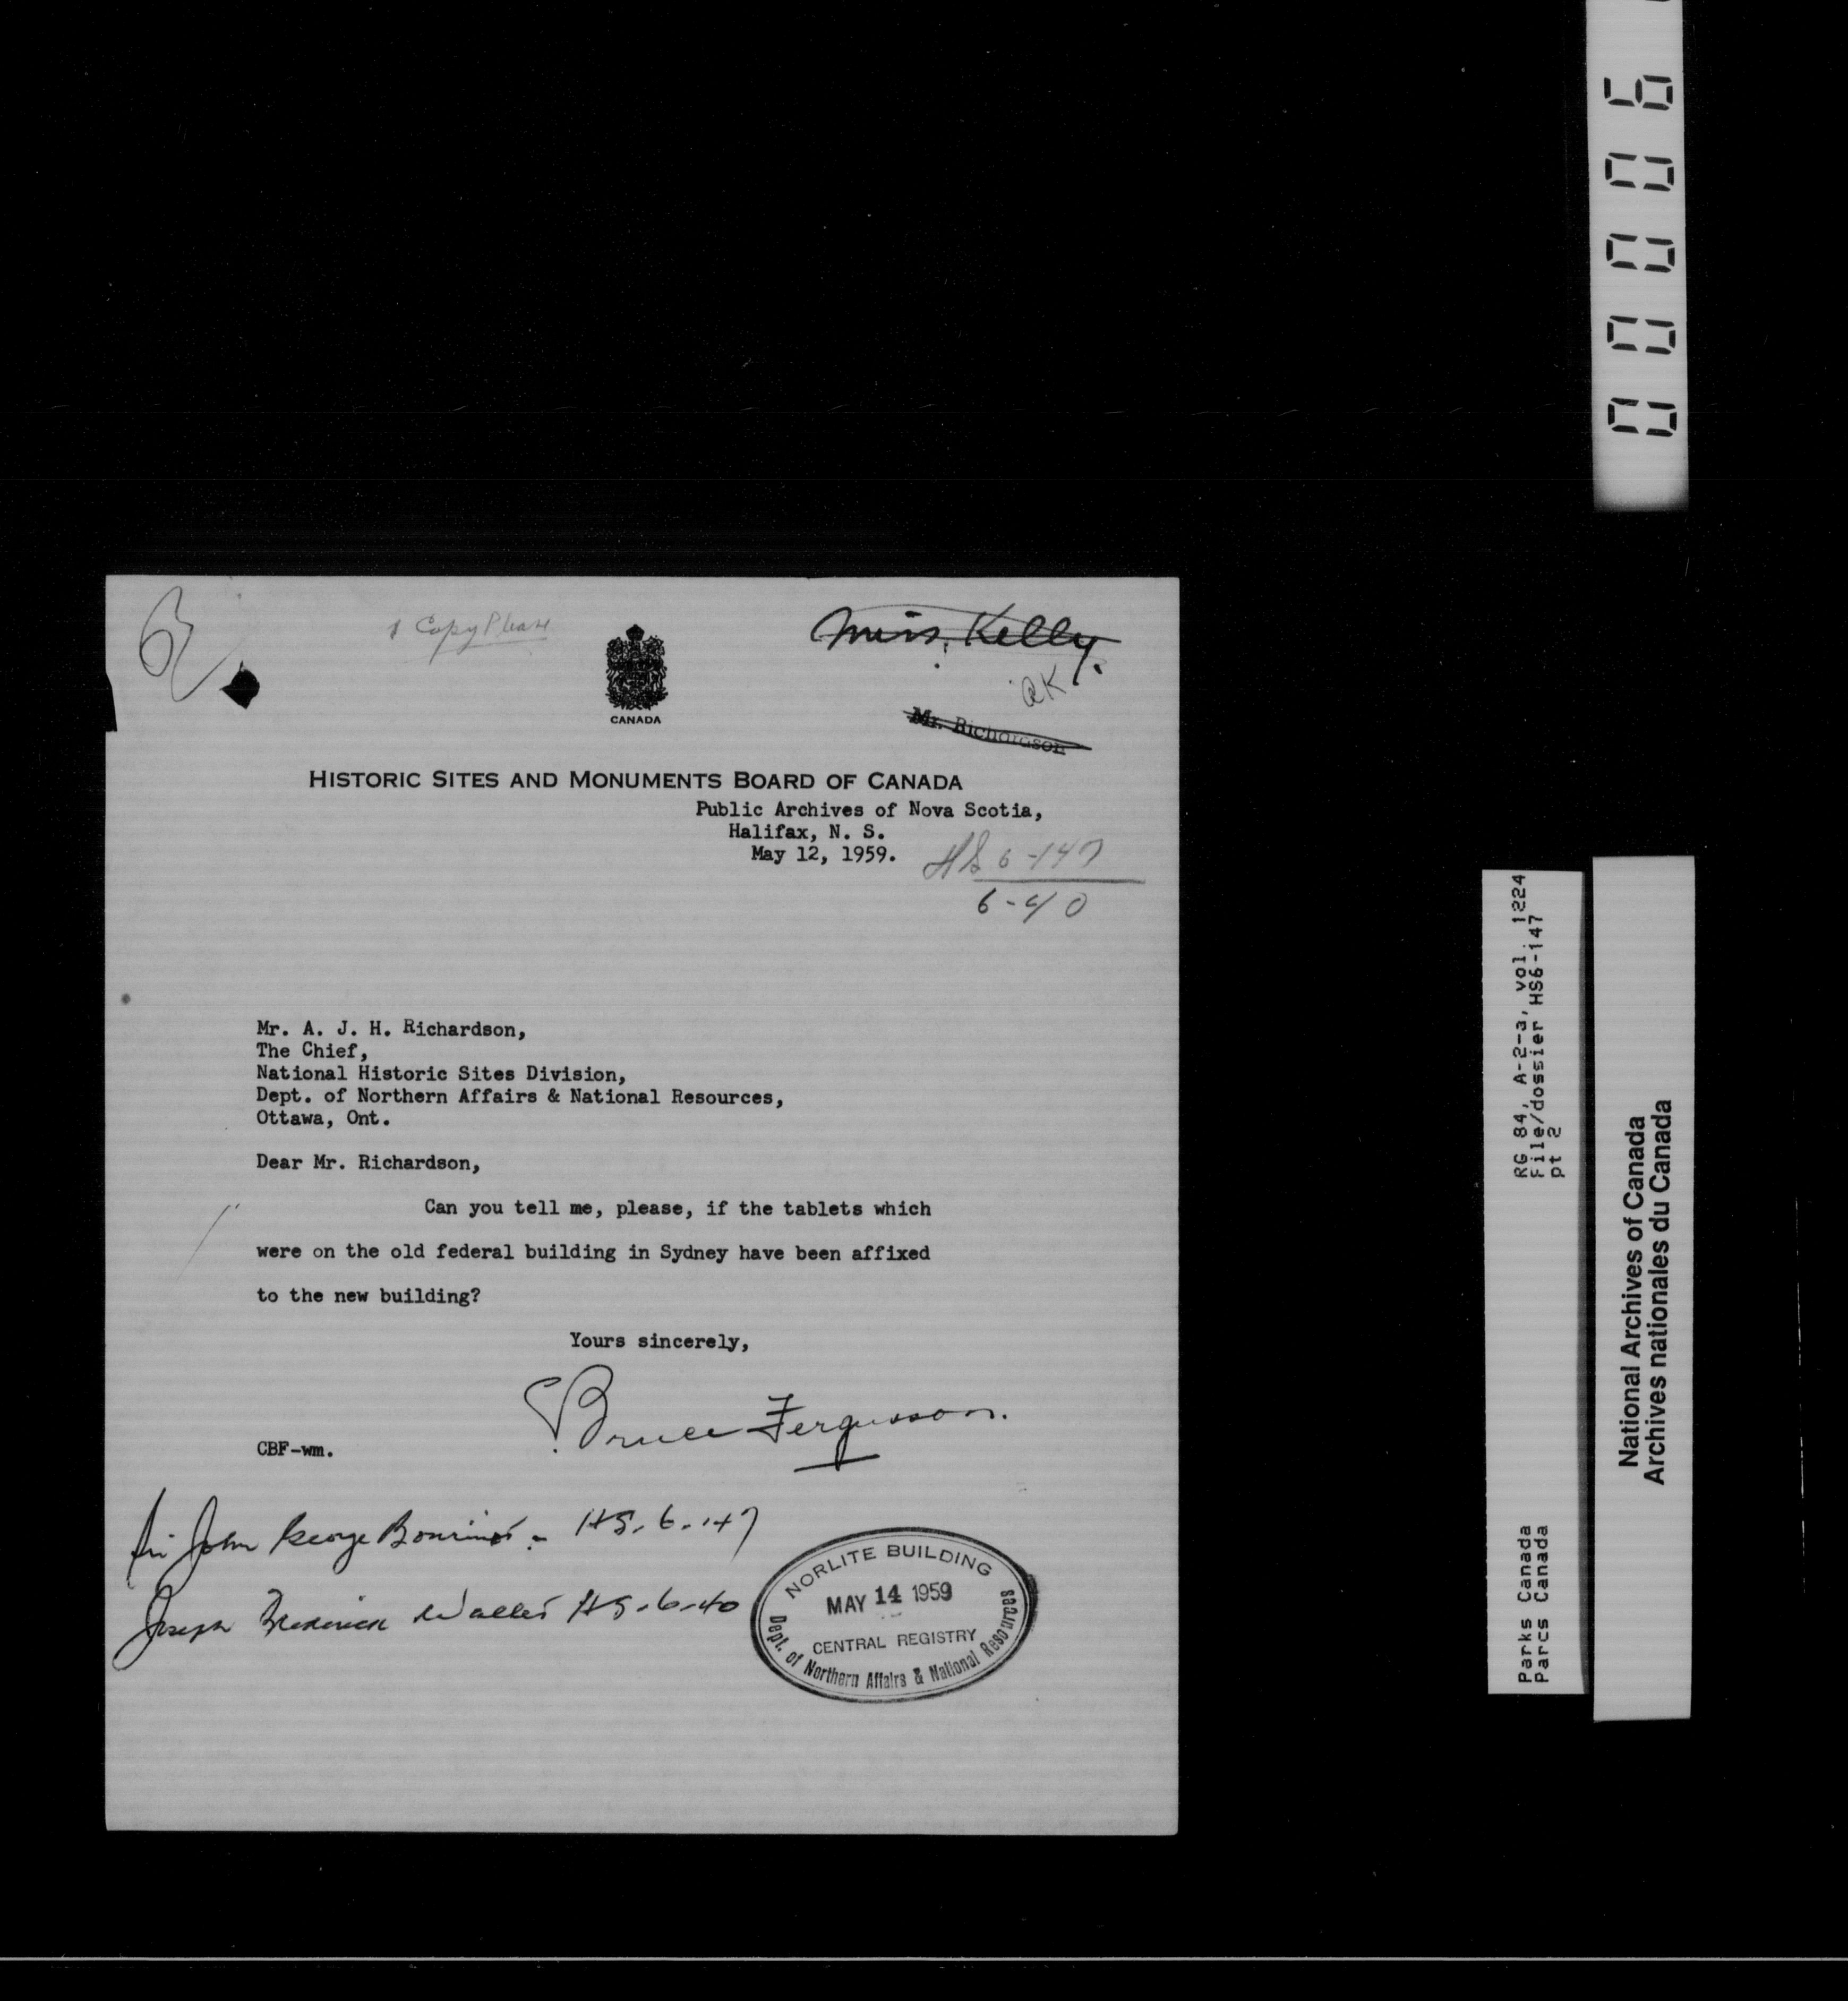 1 Copy Please
Miss. Kelly.
OK
CANADA
Mr. Richardson
HISTORIC SITES AND MONUMENTS BOARD OF CANADA
Public Archives of Nova Scotia,
Halifax, N. S.
May 12, 1959.
HS 6-147
6-40
Mr. A. J. H. Richardson,
The Chief,
National Historic Sites Division,
Dept. of Northern Affairs & National Resources,
Ottawa, Ont.
Dear Mr. Richardson,
Can you tell me, please, if the tablets which
were on the old federal building in Sydney have been affixed
to the new building?
Yours sincerely,
C. Bruce Fergusson.
CBF-wm.
Sir John George Bourinot - HS. 6-147
Joseph Frederick Wallet HS-6-40
NORLITE BUILDING
MAY 14 1959
CENTRAL REGISTRY
Dept. of Northern Affairs & National Resources
00006
RG 84, A-2-a, vol. 1224
File/dossier HS6-147
pt 2
Parks Canada
Parcs Canada
National Archives of Canada
Archives nationales du Canada